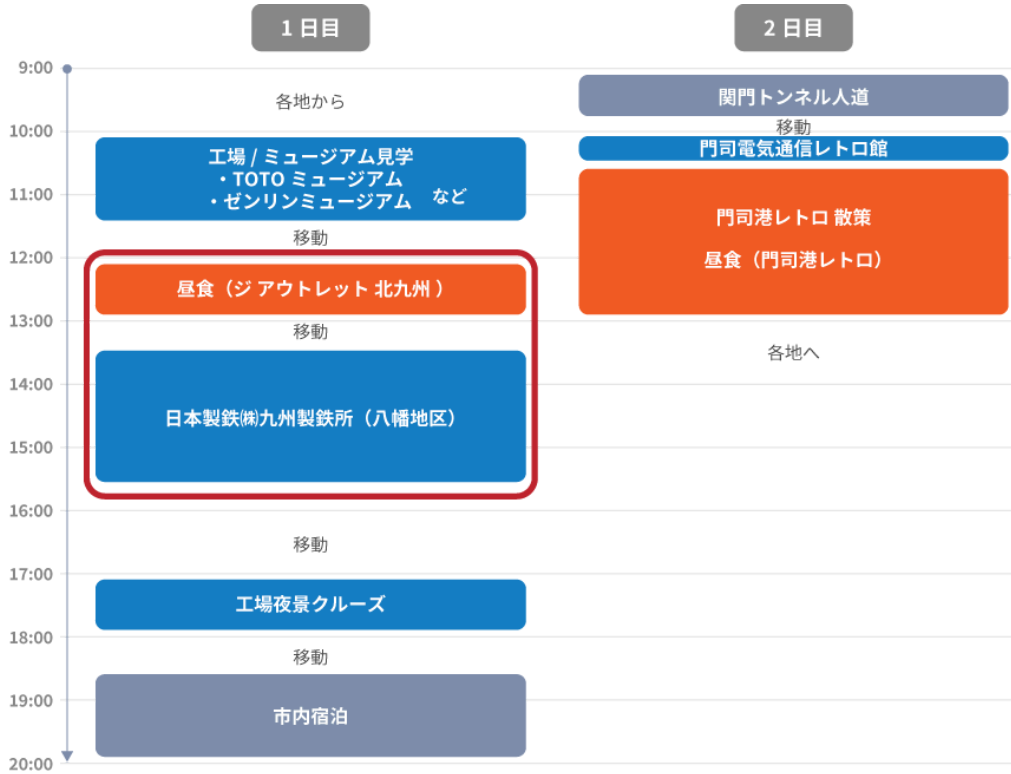 1 日目
2 日目
9:00
10:00
11:00
12:00
13:00
14:00
15:00
16:00
17:00
18:00
19:00
20:00
各地から
工場 / ミュージアム見学
・TOTO ミュージアム
・ゼンリンミュージアム など
移動
昼食（ジ アウトレット 北九州 ）
移動
日本製鉄㈱九州製鉄所（八幡地区）
移動
工場夜景クルーズ
移動
市内宿泊
関門トンネル人道
移動
門司電気通信レトロ館
門司港レトロ 散策
昼食（門司港レトロ）
各地へ